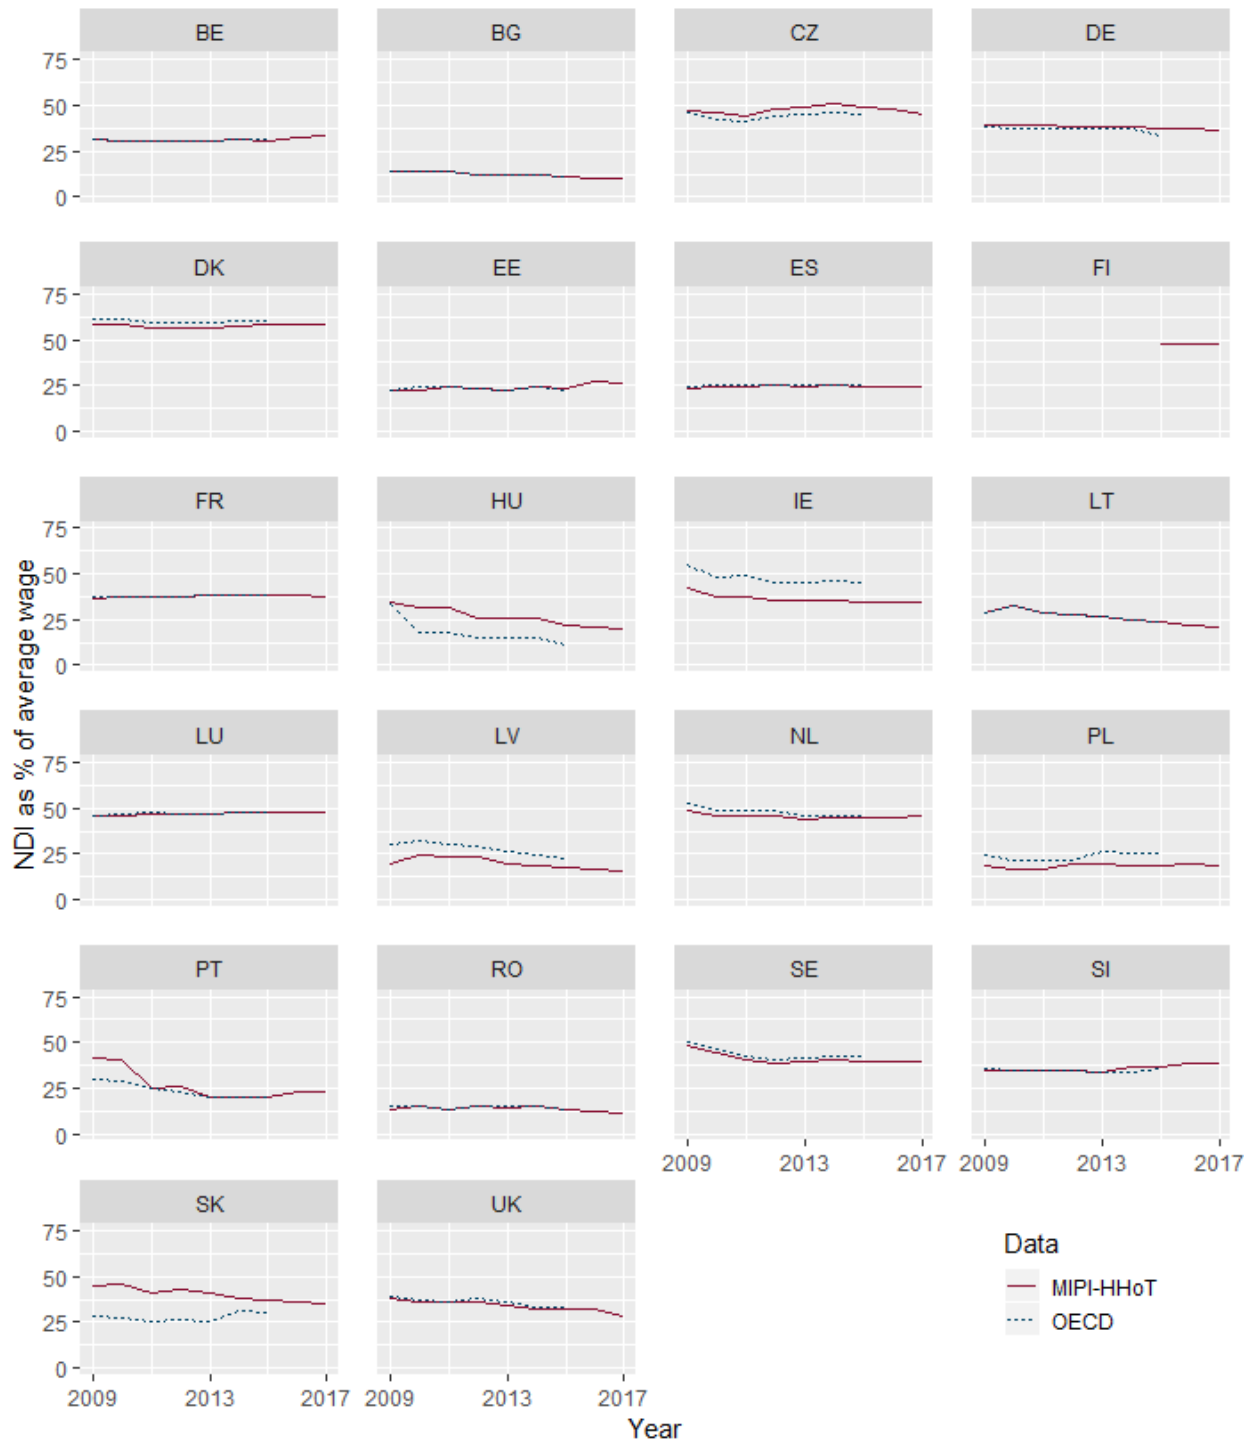 BE BG CZ DE
75
50
25
0
DK EE ES FI
75
50
25
0
FR HU IE LT
75
50
25
0
NDI as % of average wage
LU LV NL PL
75
50
25
0
PT RO SE SI
75
50
25
0
2009 2013 2017 2009 2013 2017
SK UK
75
50
25
0
2009 2013 2017 2009 2013 2017
Year
Data
MIPI-HHoT
OECD